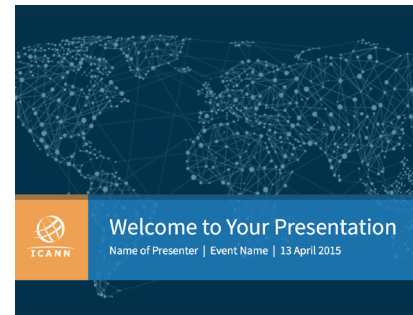 Welcome to Your Presentation
ICANN
Name of Presenter | Event Name | 13 April 2015